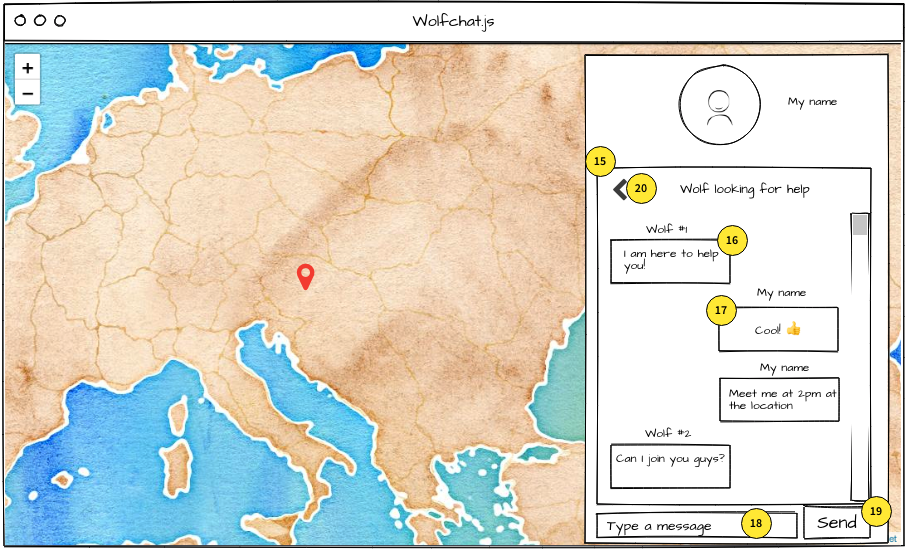 Wolfchat.js
+
−
My name
15
20
Wolf looking for help
Wolf #1
16
I am here to help
you!
My name
17
Cool! 👍
My name
Meet me at 2pm at
the location
Wolf #2
Can I join you guys?
Type a message
18
Send
19
et